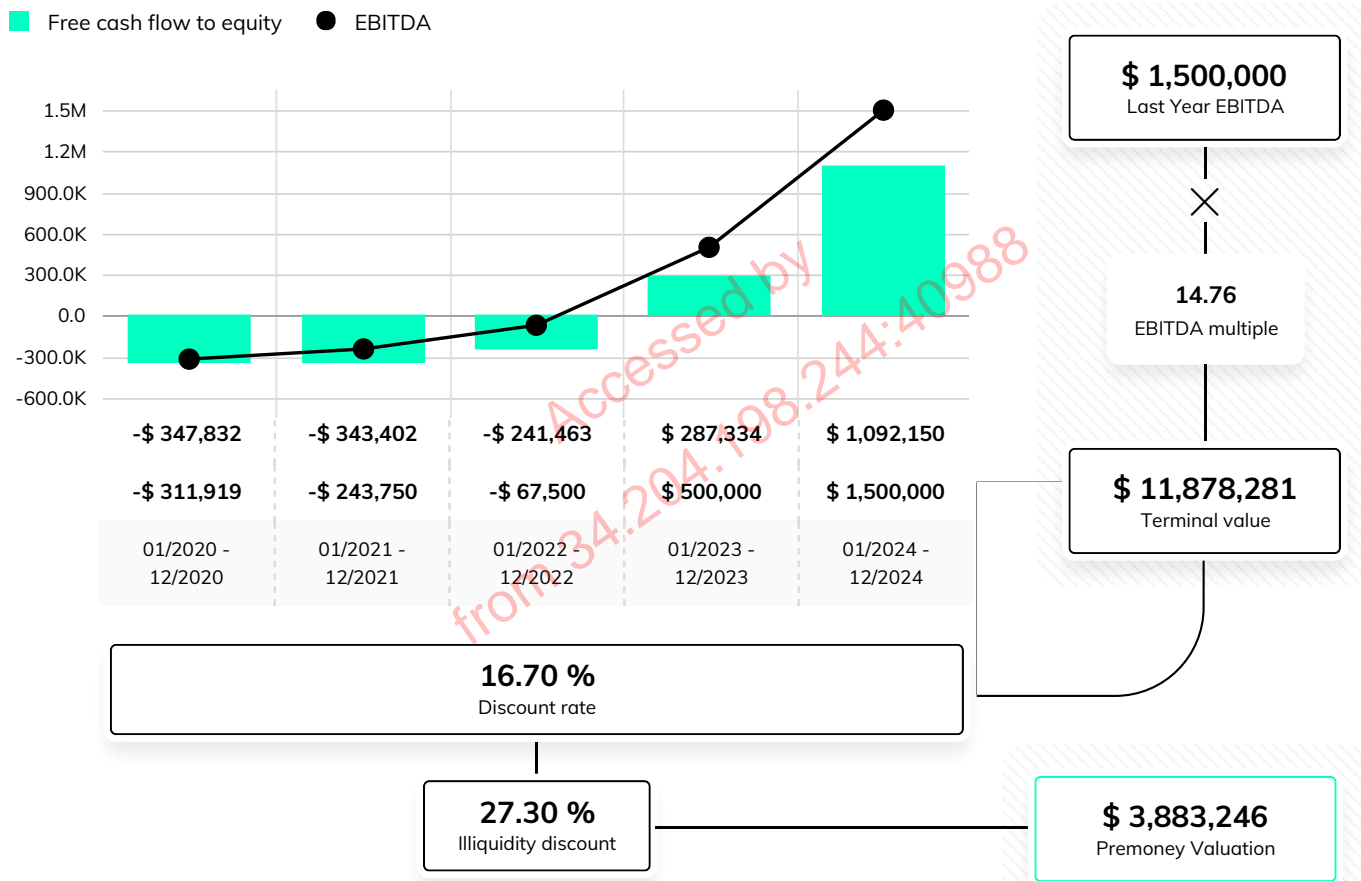 Free cash flow to equity EBITDA
1.5M
1.2M
900.0K
600.0K
300.0K
0.0
-300.0K
-600.0K
-$ 347,832 -$ 343,402 -$ 241,463 $ 287,334 $ 1,092,150
-$ 311,919 -$ 243,750 -$ 67,500 $ 500,000 $ 1,500,000
01/2020 - 01/2021 - 01/2022 - 01/2023 - 01/2024 -
12/2020 12/2021 12/2022 12/2023 12/2024
$ 1,500,000
Last Year EBITDA
14.76
EBITDA multiple
$ 11,878,281
Terminal value
16.70 %
Discount rate
27.30 %
Illiquidity discount
$ 3,883,246
Premoney Valuation
Accessed by
from 34.204.198.244:40988